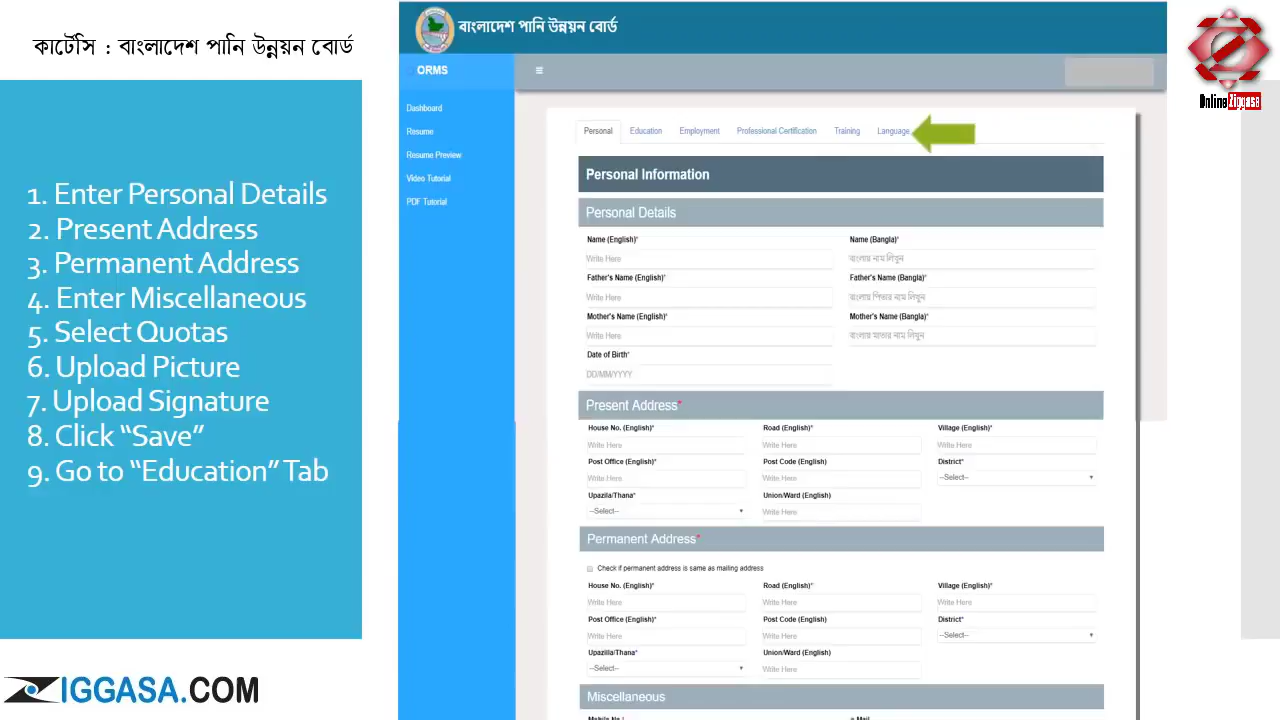 কার্টেসি : বাংলাদেশ পানি উন্নয়ন বোর্ড
1. Enter Personal Details
2. Present Address
3. Permanent Address
4. Enter Miscellaneous
5. Select Quotas
6. Upload Picture
7. Upload Signature
8. Click “Save”
9. Go to “Education” Tab
IGGASA.COM
বাংলাদেশ পানি উন্নয়ন বোর্ড
ORMS
Dashboard
Resume
Resume Preview
Video Tutorial
PDF Tutorial
Personal Education Employment Professional Certification Training Language
Personal Information
Personal Details
Name (English)* Name (Bangla)*
Write Here বাংলায় নাম লিখুন
Father's Name (English)* Father's Name (Bangla)*
Write Here বাংলায় পিতার নাম লিখুন
Mother's Name (English)* Mother's Name (Bangla)*
Write Here বাংলায় মাতার নাম লিখুন
Date of Birth*
DD/MM/YYYY
Present Address*
House No. (English)* Road (English)* Village (English)*
Write Here Write Here Write Here
Post Office (English)* Post Code (English) District*
Write Here Write Here --Select--
Upazila/Thana* Union/Ward (English)
--Select-- Write Here
Permanent Address*
Check if permanent address is same as mailing address
House No. (English)* Road (English)* Village (English)*
Write Here Write Here Write Here
Post Office (English)* Post Code (English) District*
Write Here Write Here --Select--
Upazilla/Thana* Union/Ward (English)
--Select-- Write Here
Miscellaneous
Mobile No.* e-Mail
Online Ziggasa